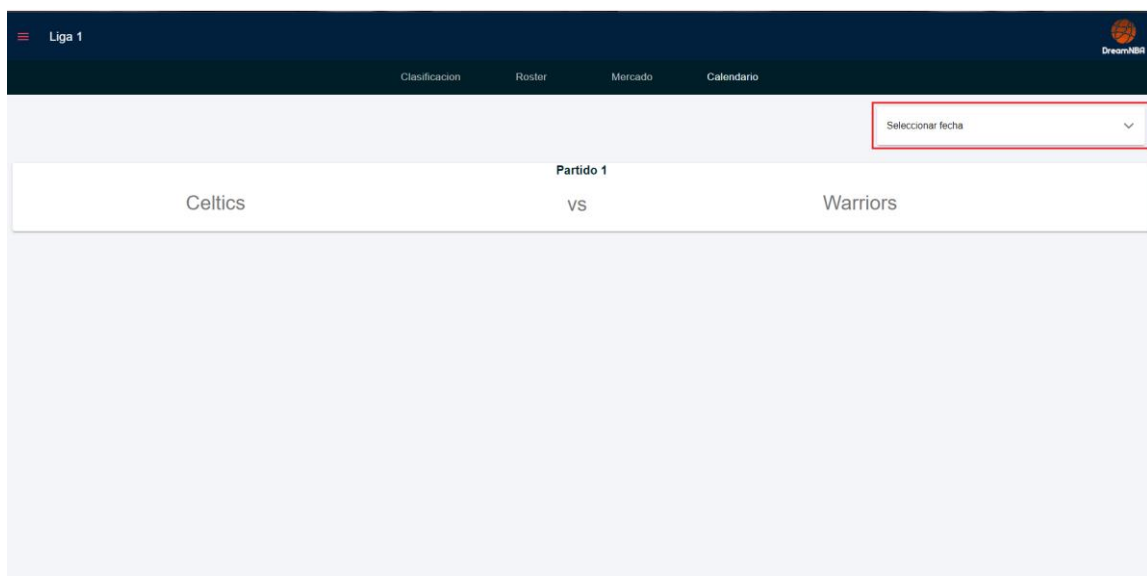 Liga 1
DreamNBA
Clasificacion Roster Mercado Calendario
Seleccionar fecha
Partido 1
Celtics vs Warriors